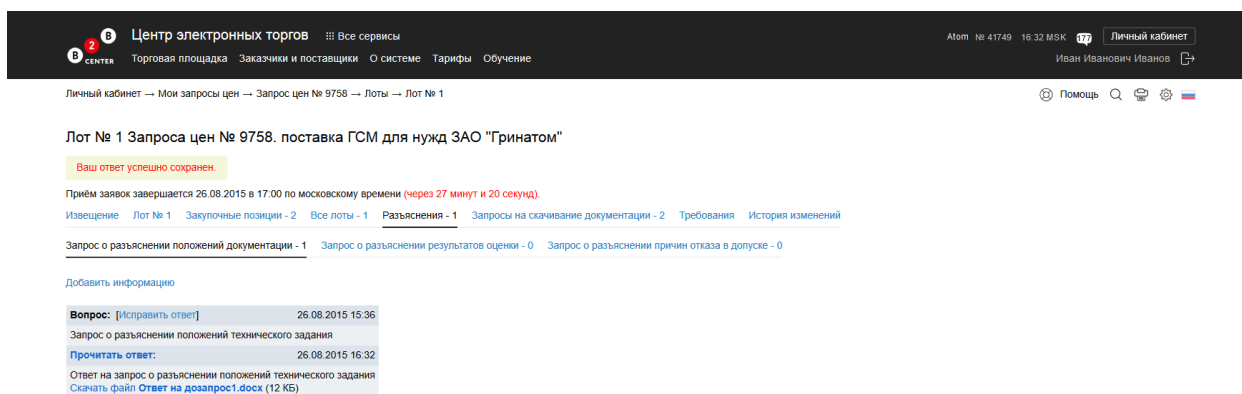 B 2 B CENTER
Центр электронных торгов Все сервисы
Atom № 41749 16:32 MSK 177 Личный кабинет
Торговая площадка Заказчики и поставщики О системе Тарифы Обучение
Иван Иванович Иванов
Личный кабинет → Мои запросы цен → Запрос цен № 9758 → Лоты → Лот № 1
Помощь
Лот № 1 Запроса цен № 9758. поставка ГСМ для нужд ЗАО "Гринатом"
Ваш ответ успешно сохранен.
Приём заявок завершается 26.08.2015 в 17:00 по московскому времени (через 27 минут и 20 секунд).
Извещение Лот № 1 Закупочные позиции - 2 Все лоты - 1 Разъяснения - 1 Запросы на скачивание документации - 2 Требования История изменений
Запрос о разъяснении положений документации - 1 Запрос о разъяснении результатов оценки - 0 Запрос о разъяснении причин отказа в допуске - 0
Добавить информацию
Вопрос: [Исправить ответ] 26.08.2015 15:36
Запрос о разъяснении положений технического задания
Прочитать ответ: 26.08.2015 16:32
Ответ на запрос о разъяснении положений технического задания
Скачать файл Ответ на дозапрос1.docx (12 КБ)